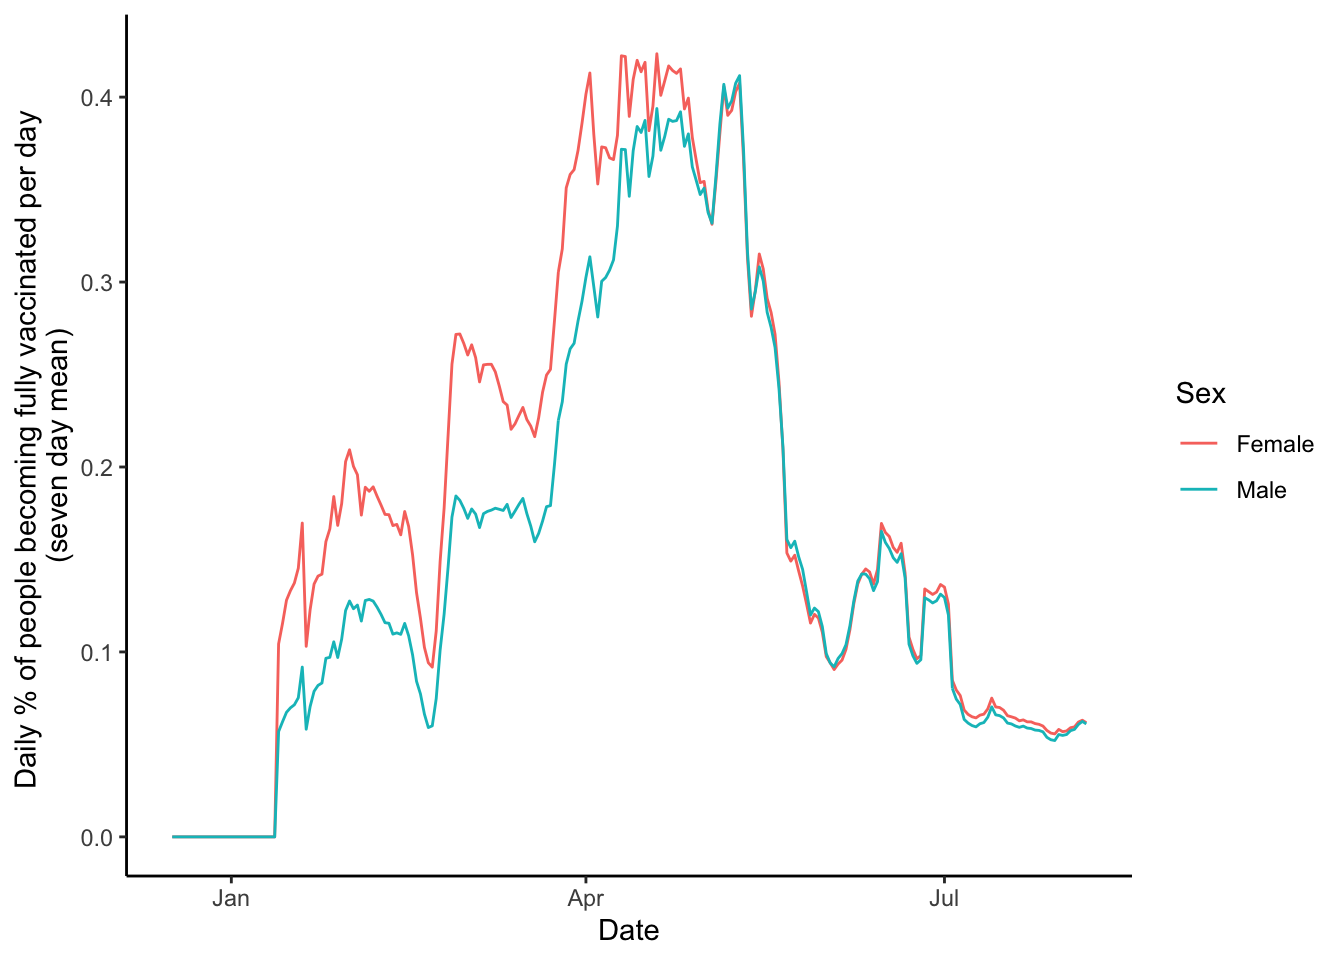 Daily % of people becoming fully vaccinated per day
(seven day mean)
0.4
0.3
0.2
0.1
0.0
Jan
Apr
Jul
Date
Sex
Female
Male